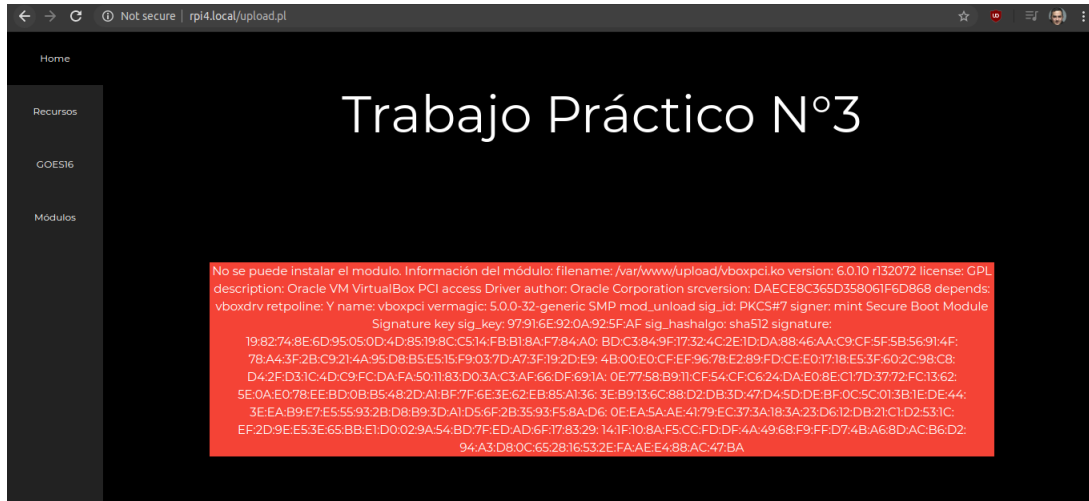 Not secure | rpi4.local/upload.pl
Home
Recursos
GOES16
Módulos
Trabajo Práctico N°3
No se puede instalar el modulo. Información del módulo: filename: /var/www/upload/vboxpci.ko version: 6.0.10 r132072 license: GPL
description: Oracle VM VirtualBox PCI access Driver author: Oracle Corporation srcversion: DAECE8C365D358061F6D868 depends:
vboxdrv retpoline: Y name: vboxpci vermagic: 5.0.0-32-generic SMP mod_unload sig_id: PKCS#7 signer: mint Secure Boot Module
Signature key sig_key: 97:91:6E:92:0A:92:5F:AF sig_hashalgo: sha512 signature:
19:82:74:8E:6D:95:05:0D:4D:85:19:8C:C5:14:FB:B1:8A:F7:84:A0: BD:C3:84:9F:17:32:4C:2E:1D:DA:88:46:AA:C9:CF:5F:5B:56:91:4F:
78:A4:3F:2B:C9:21:4A:95:D8:B5:E5:15:F9:03:7D:A7:3F:19:2D:E9: 4B:00:E0:CF:EF:96:78:E2:89:FD:CE:E0:17:18:E5:3F:60:2C:98:C8:
D4:2F:D3:1C:4D:C9:FC:DA:FA:50:11:83:D0:3A:C3:AF:66:DF:69:1A: 0E:77:58:B9:11:CF:54:CF:C6:24:DA:E0:8E:C1:7D:37:72:FC:13:62:
5E:0A:E0:78:EE:BD:0B:B5:48:2D:A1:BF:7F:6E:3E:62:EB:85:A1:36: 3E:B9:13:6C:88:D2:DB:3D:47:D4:5D:DE:BF:0C:5C:01:3B:1E:DE:44:
3E:EA:B9:E7:E5:55:93:2B:D8:B9:3D:A1:D5:6F:2B:35:93:F5:8A:D6: 0E:EA:5A:AE:41:79:EC:37:3A:18:3A:23:D6:12:DB:21:C1:D2:53:1C:
EF:2D:9E:E5:3E:65:BB:E1:D0:02:9A:54:BD:7F:ED:AD:6F:17:83:29: 14:1F:10:8A:F5:CC:FD:DF:4A:49:68:F9:FF:D7:4B:A6:8D:AC:B6:D2:
94:A3:D8:0C:65:28:16:53:2E:FA:AE:E4:88:AC:47:BA